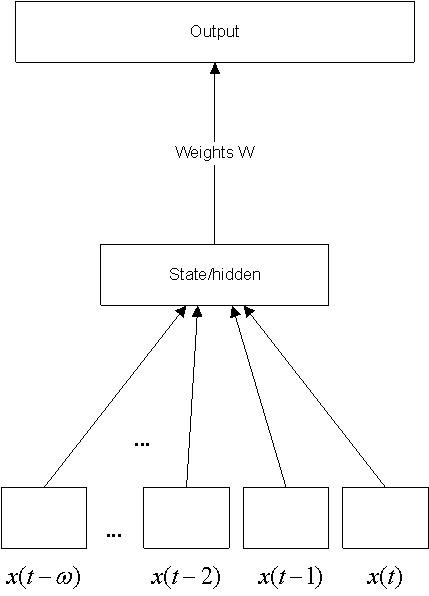 Output
Weights W
State/hidden
...
...
x(t − ω) x(t − 2) x(t − 1) x(t)